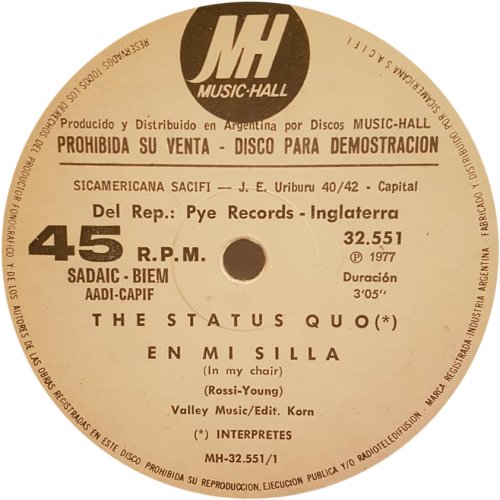 MH
MUSIC-HALL
Producido y Distribuido en Argentina por Discos MUSIC-HALL
PROHIBIDA SU VENTA - DISCO PARA DEMOSTRACION
SICAMERICANA SACIFI — J. E. Uriburu 40/42 - Capital
Del Rep.: Pye Records - Inglaterra
45 R.P.M.
32.551
Ⓟ 1977
SADAIC - BIEM
AADI-CAPIF
Duración
3'05"
THE STATUS QUO(*)
EN MI SILLA
(In my chair)
(Rossi-Young)
Valley Music/Edit. Korn
(*) INTERPRETES
MH-32.551/1
RESERVADOS TODOS LOS DERECHOS DEL PRODUCTOR FONOGRAFICO Y DE LOS AUTORES DE LAS OBRAS REGISTRADAS EN ESTE DISCO PROHIBIDA SU REPRODUCCION, EJECUCION PUBLICA Y/O RADIOTELEDIFUSION - MARCA REGISTRADA-INDUSTRIA ARGENTINA FABRICADO Y DISTRIBUIDO POR SICAMERICANA SACIFI